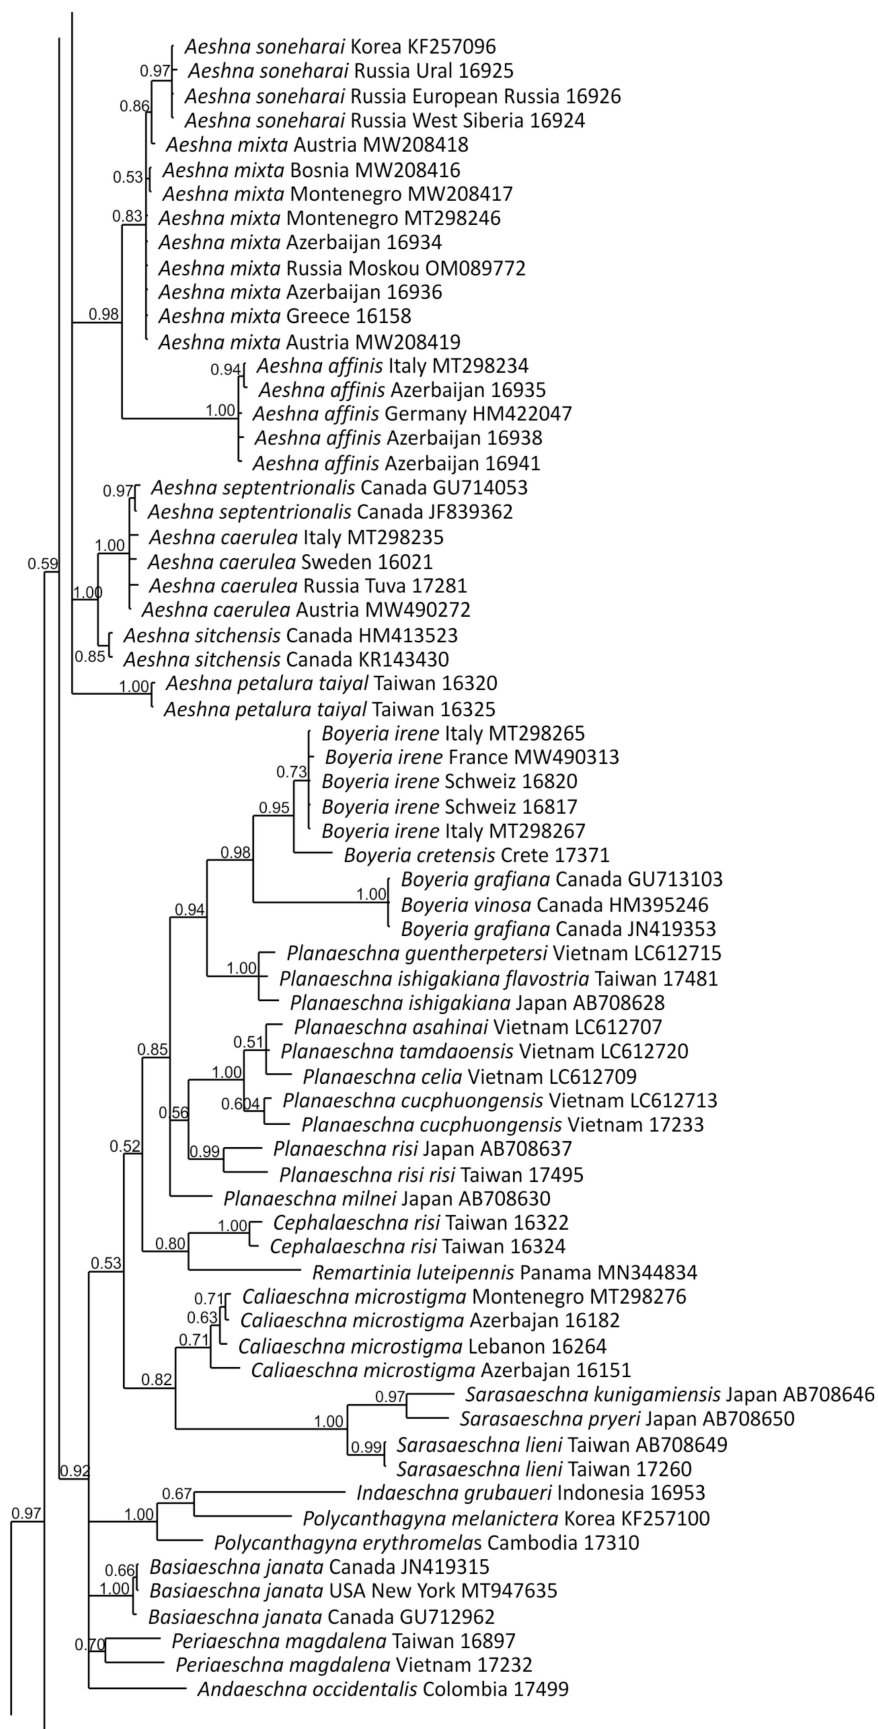 Aeshna soneharai Korea KF257096
0.97 Aeshna soneharai Russia Ural 16925
Aeshna soneharai Russia European Russia 16926
0.86
Aeshna soneharai Russia West Siberia 16924
Aeshna mixta Austria MW208418
Aeshna mixta Bosnia MW208416
0.53
Aeshna mixta Montenegro MW208417
0.83 Aeshna mixta Montenegro MT298246
Aeshna mixta Azerbaijan 16934
Aeshna mixta Russia Moskou OM089772
Aeshna mixta Azerbaijan 16936
0.98 Aeshna mixta Greece 16158
Aeshna mixta Austria MW208419
0.94 Aeshna affinis Italy MT298234
Aeshna affinis Azerbaijan 16935
1.00 Aeshna affinis Germany HM422047
Aeshna affinis Azerbaijan 16938
Aeshna affinis Azerbaijan 16941
0.97 Aeshna septentrionalis Canada GU714053
Aeshna septentrionalis Canada JF839362
Aeshna caerulea Italy MT298235
1.00
Aeshna caerulea Sweden 16021
0.59
Aeshna caerulea Russia Tuva 17281
1.00
Aeshna caerulea Austria MW490272
Aeshna sitchensis Canada HM413523
0.85 Aeshna sitchensis Canada KR143430
1.00 Aeshna petalura taiyal Taiwan 16320
Aeshna petalura taiyal Taiwan 16325
Boyeria irene Italy MT298265
Boyeria irene France MW490313
0.73
Boyeria irene Schweiz 16820
0.95 Boyeria irene Schweiz 16817
Boyeria irene Italy MT298267
0.98 Boyeria cretensis Crete 17371
Boyeria grafiana Canada GU713103
1.00
Boyeria vinosa Canada HM395246
0.94
Boyeria grafiana Canada JN419353
Planaeschna guentherpetersi Vietnam LC612715
1.00
Planaeschna ishigakiana flavostria Taiwan 17481
Planaeschna ishigakiana Japan AB708628
Planaeschna asahinai Vietnam LC612707
0.51
0.85 Planaeschna tamdaoensis Vietnam LC612720
1.00 Planaeschna celia Vietnam LC612709
0.604 Planaeschna cucphuongensis Vietnam LC612713
0.56
Planaeschna cucphuongensis Vietnam 17233
0.52 0.99 Planaeschna risi Japan AB708637
Planaeschna risi risi Taiwan 17495
Planaeschna milnei Japan AB708630
1.00 Cephalaeschna risi Taiwan 16322
0.80 Cephalaeschna risi Taiwan 16324
0.53
Remartinia luteipennis Panama MN344834
0.71 Caliaeschna microstigma Montenegro MT298276
0.63 Caliaeschna microstigma Azerbajan 16182
0.71 Caliaeschna microstigma Lebanon 16264
Caliaeschna microstigma Azerbajan 16151
0.82
0.97 Sarasaeschna kunigamiensis Japan AB708646
1.00 Sarasaeschna pryeri Japan AB708650
0.99 Sarasaeschna lieni Taiwan AB708649
0.92 Sarasaeschna lieni Taiwan 17260
0.67 Indaeschna grubaueri Indonesia 16953
0.97 1.00 Polycanthagyna melanictera Korea KF257100
Polycanthagyna erythromelas Cambodia 17310
0.66 Basiaeschna janata Canada JN419315
1.00 Basiaeschna janata USA New York MT947635
Basiaeschna janata Canada GU712962
0.70 Periaeschna magdalena Taiwan 16897
Periaeschna magdalena Vietnam 17232
Andaeschna occidentalis Colombia 17499